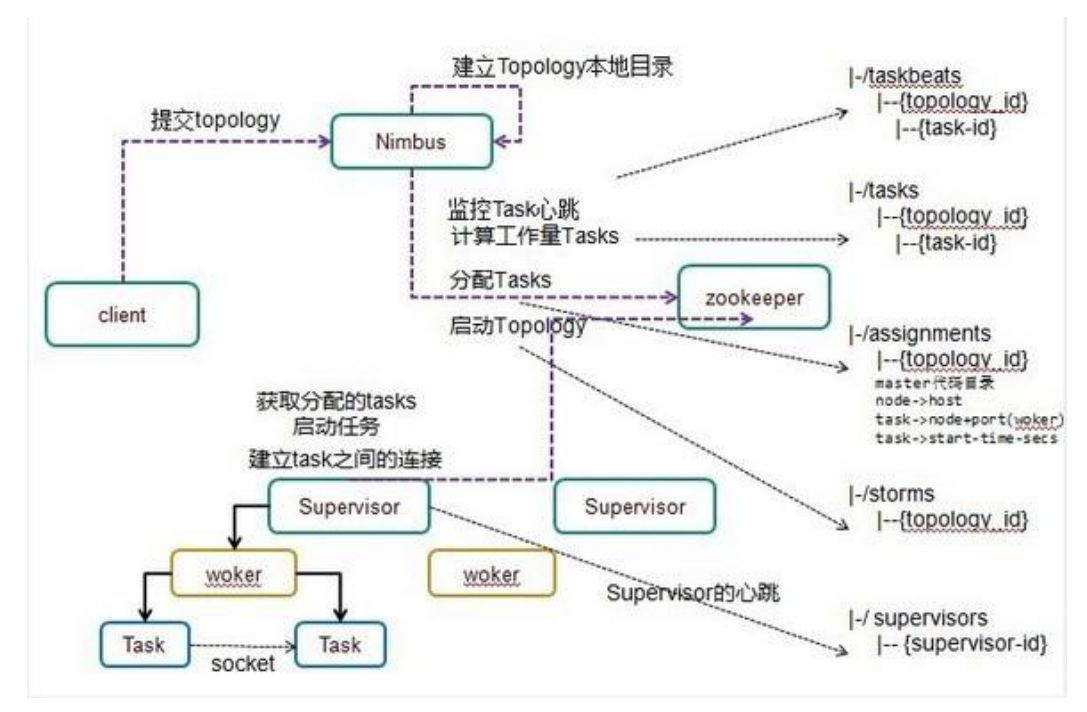 建立Topology本地目录
提交topology
Nimbus
|-/taskbeats
|--{topology_id}
|--{task-id}
监控Task心跳
计算工作量Tasks
|-/tasks
|--{topology_id}
|--{task-id}
client
分配Tasks
zookeeper
启动Topology
|-/assignments
|--{topology_id}
master代码目录
node->host
task->node+port(woker)
task->start-time-secs
获取分配的tasks
启动任务
建立task之间的连接
Supervisor
Supervisor
|-/storms
|--{topology_id}
woker
woker
Supervisor的心跳
|-/ supervisors
|-- {supervisor-id}
Task
Task
socket